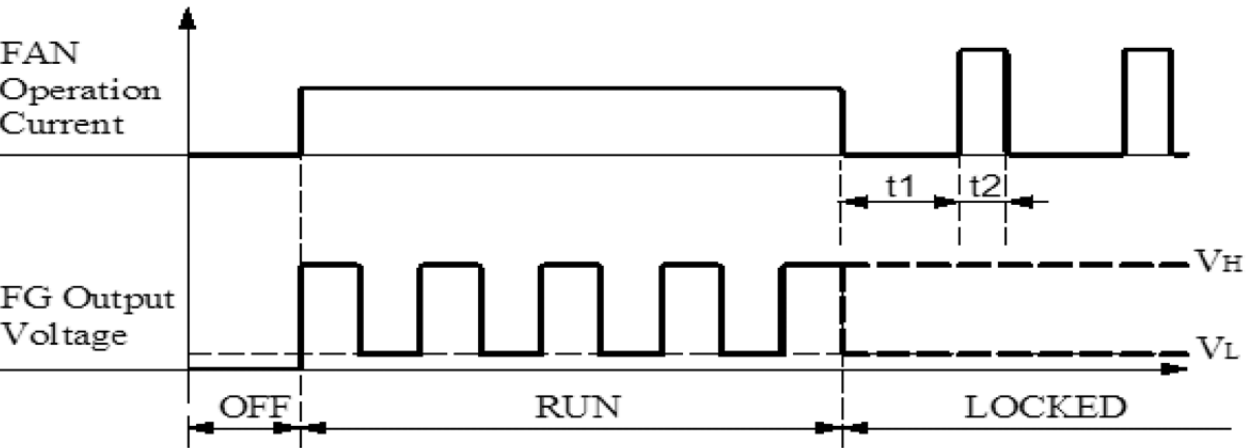 FAN
Operation
Current
t1
t2
VH
FG Output
Voltage
VL
OFF
RUN
LOCKED